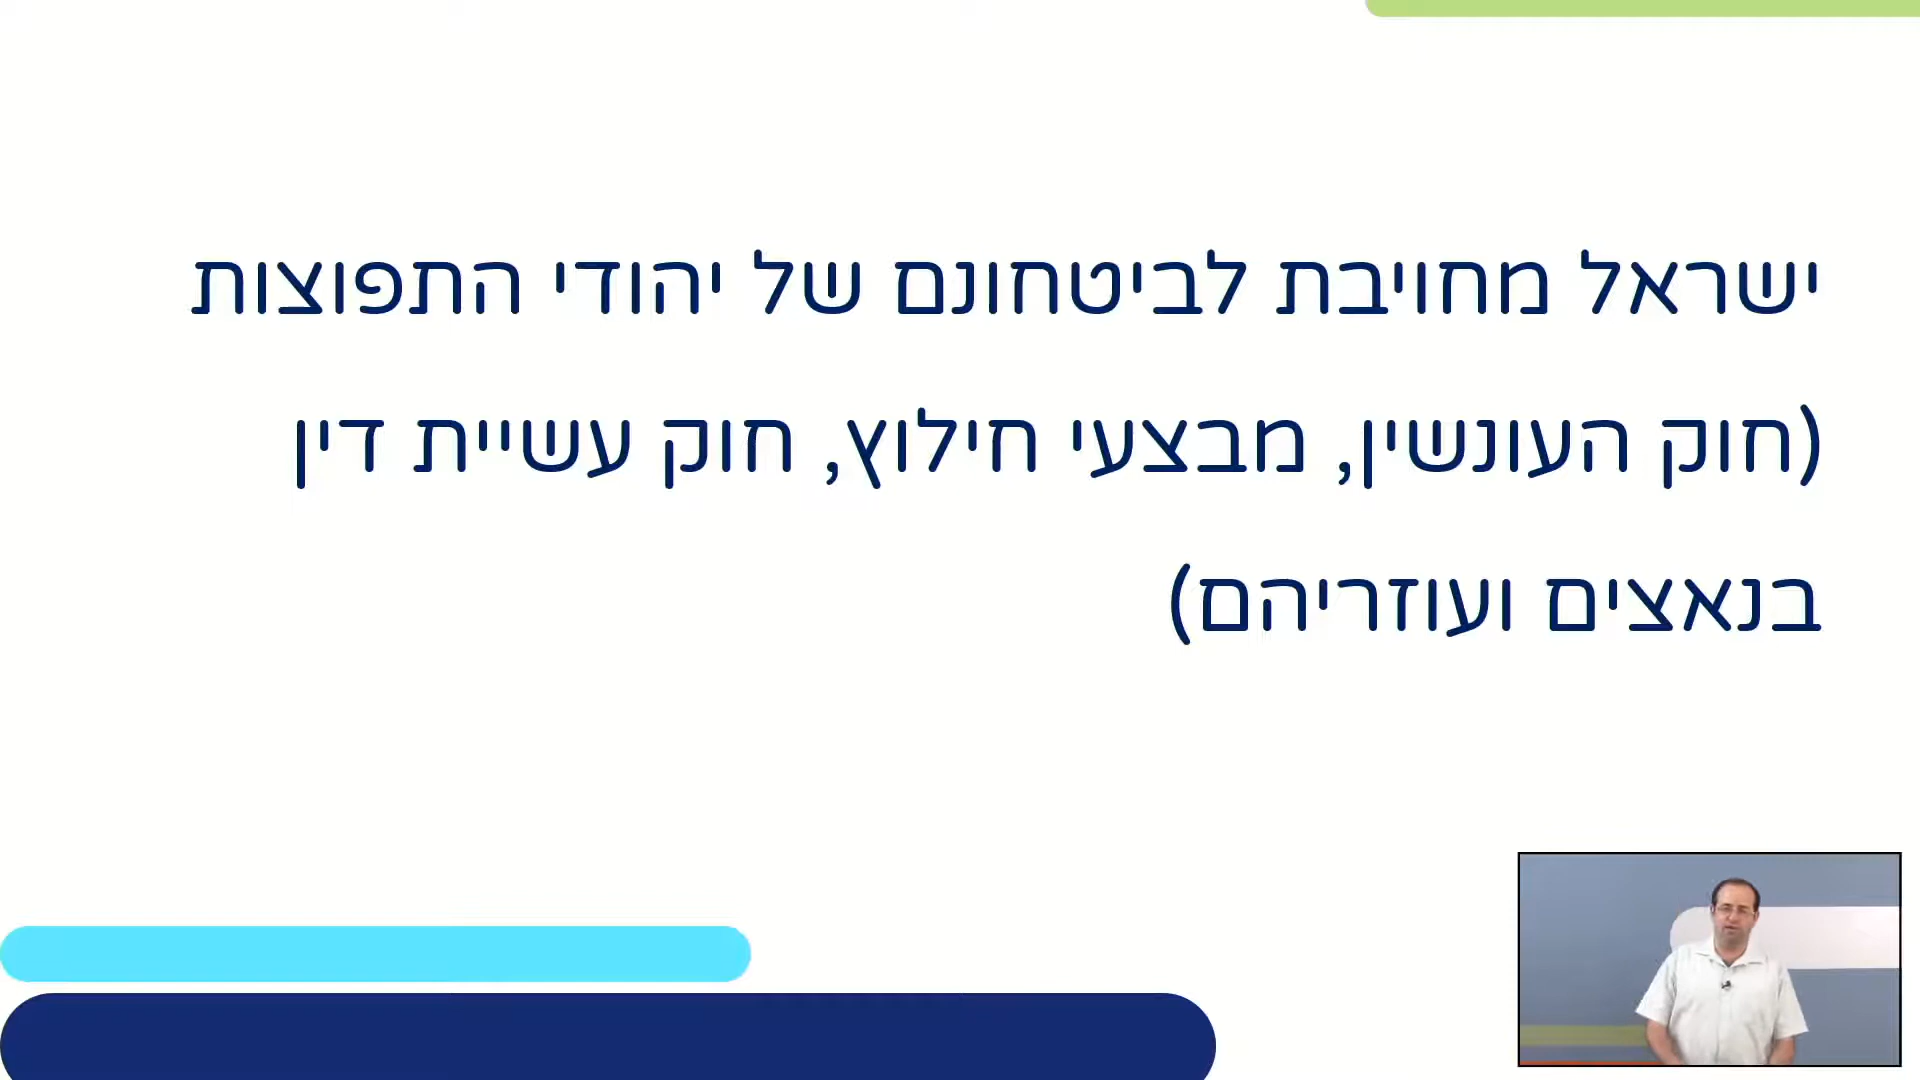 ישראל מחויבת לביטחונם של יהודי התפוצות
(חוק העונשין, מבצעי חילוץ, חוק עשיית דין
בנאצים ועוזריהם)